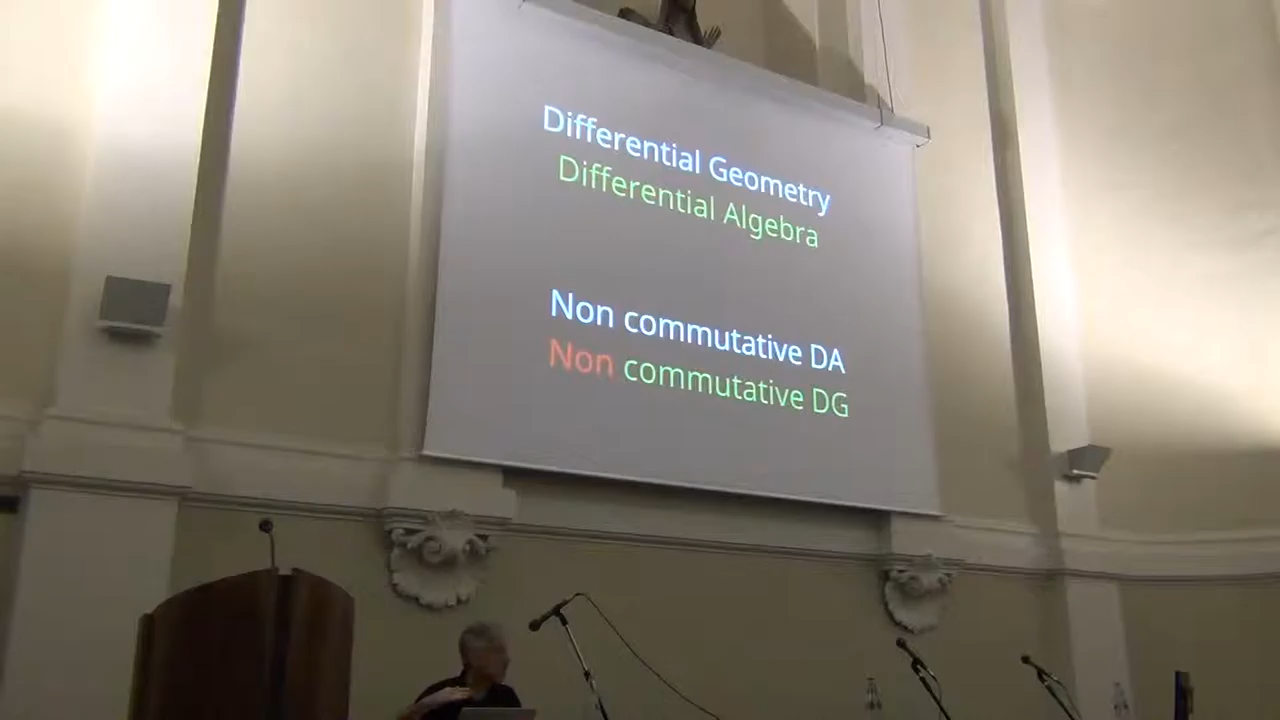 Differential Geometry
Differential Algebra
Non commutative DA
Non commutative DG